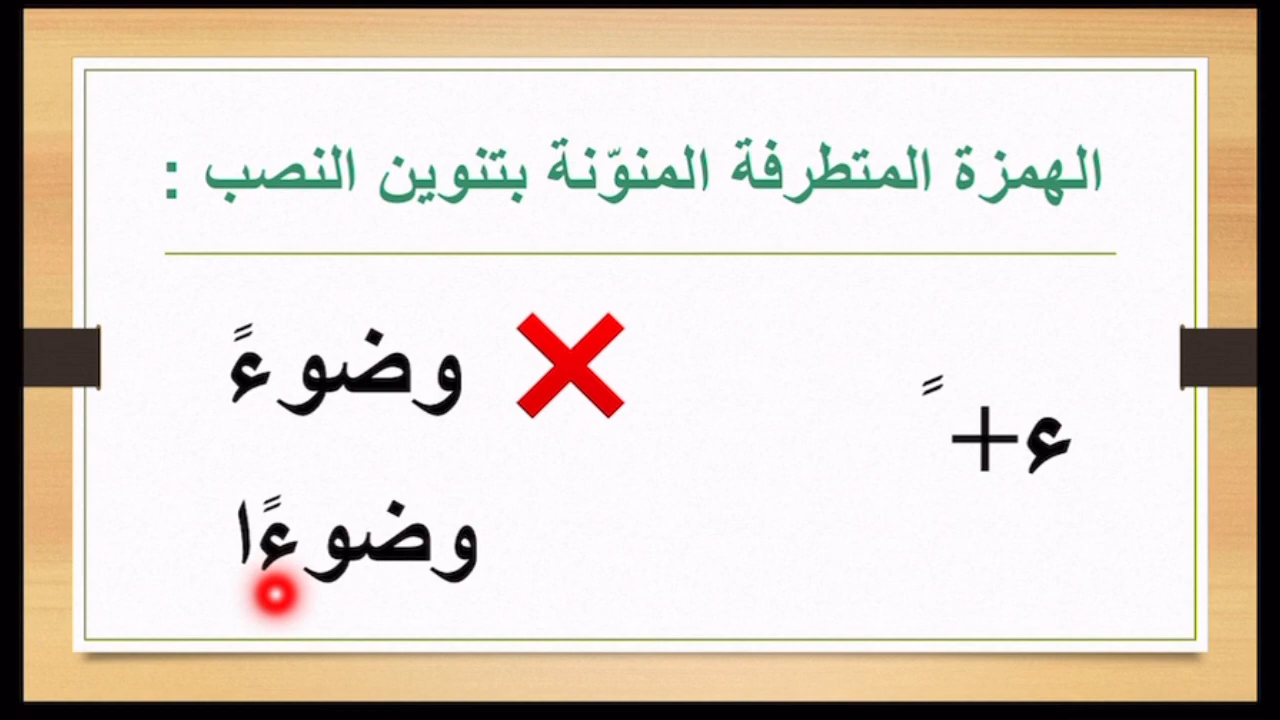 الهمزة المتطرفة المنوّنة بتنوين النصب :
ء+ ً
وضوءً
وضوءًا